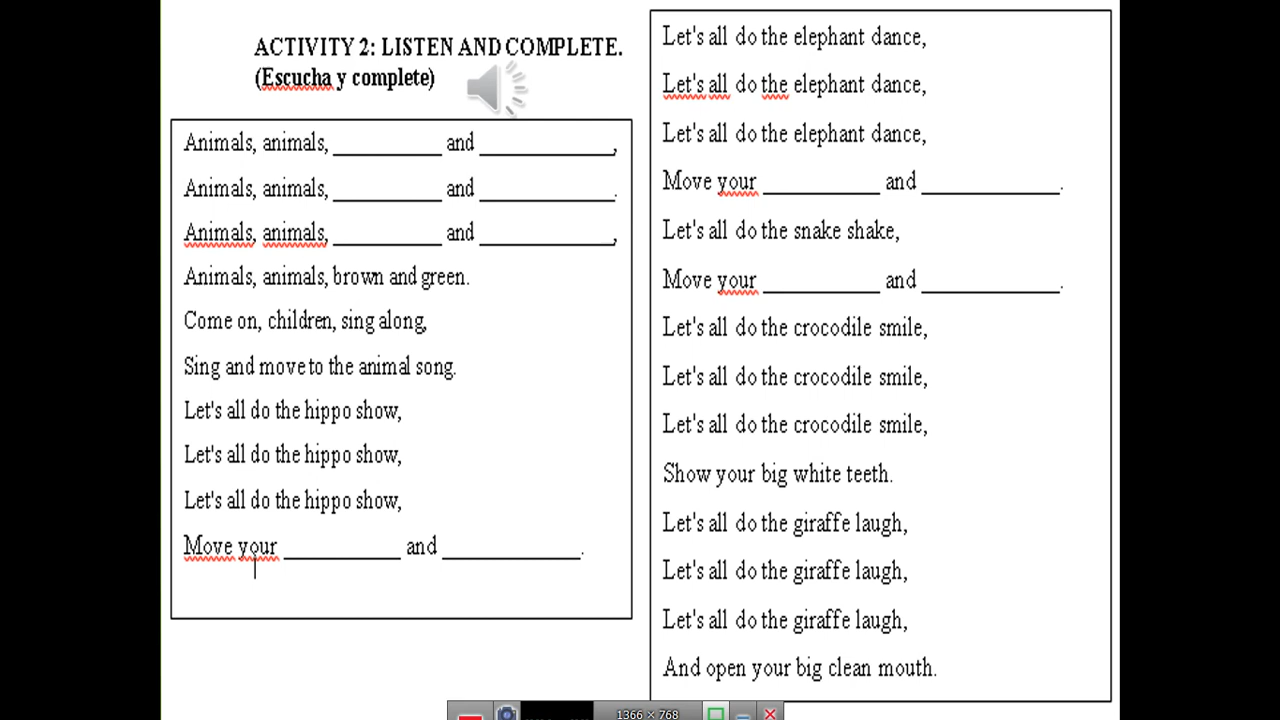 ACTIVITY 2: LISTEN AND COMPLETE.
(Escucha y complete)
Animals, animals, __________ and ____________,
Animals, animals, __________ and ____________.
Animals, animals, __________ and ____________,
Animals, animals, brown and green.
Come on, children, sing along,
Sing and move to the animal song.
Let's all do the hippo show,
Let's all do the hippo show,
Let's all do the hippo show,
Move your __________ and ____________.
Let's all do the elephant dance,
Let's all do the elephant dance,
Let's all do the elephant dance,
Move your __________ and ____________.
Let's all do the snake shake,
Move your __________ and ____________.
Let's all do the crocodile smile,
Let's all do the crocodile smile,
Let's all do the crocodile smile,
Show your big white teeth.
Let's all do the giraffe laugh,
Let's all do the giraffe laugh,
Let's all do the giraffe laugh,
And open your big clean mouth.
1366 × 768